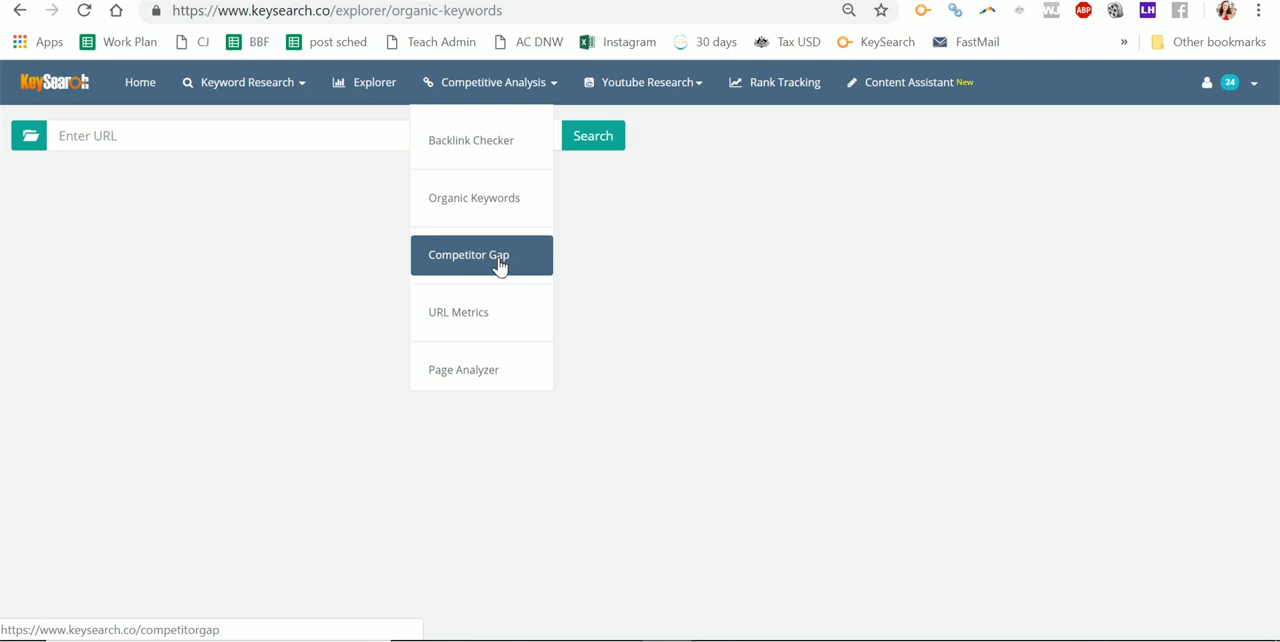 https://www.keysearch.co/explorer/organic-keywords
WJ ABP LH
Apps Work Plan CJ BBF post sched Teach Admin AC DNW Instagram 30 days Tax USD KeySearch FastMail » Other bookmarks
KeySearch Home Keyword Research Explorer Competitive Analysis Youtube Research Rank Tracking Content Assistant New 24
Enter URL Search
Backlink Checker
Organic Keywords
Competitor Gap
URL Metrics
Page Analyzer
https://www.keysearch.co/competitorgap